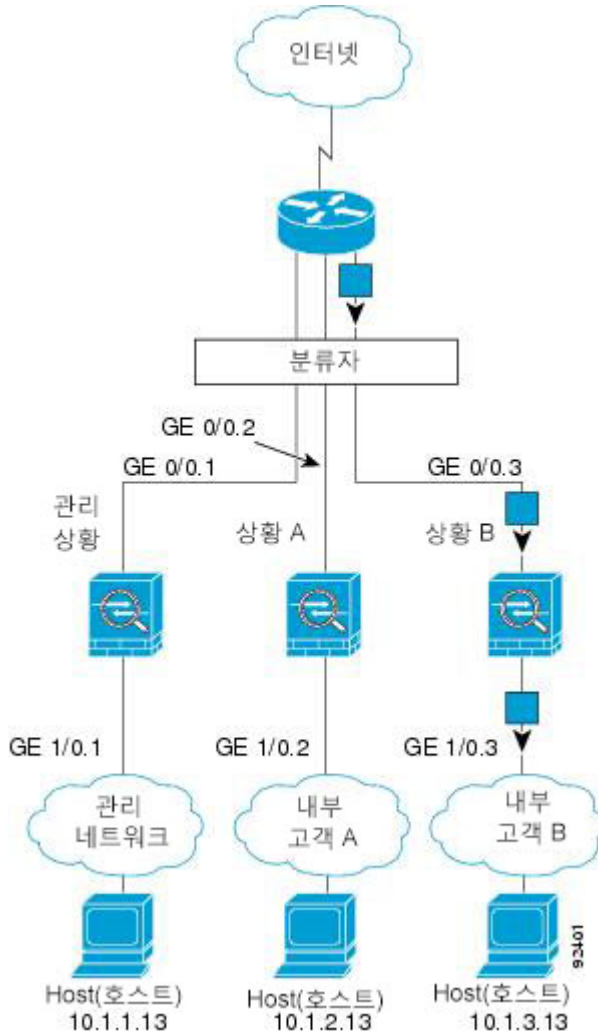 인터넷
분류자
GE 0/0.2
GE 0/0.1
GE 0/0.3
관리
상황
상황 A
상황 B
GE 1/0.1
GE 1/0.2
GE 1/0.3
관리
네트워크
내부
고객 A
내부
고객 B
92401
Host(호스트)
10.1.1.13
Host(호스트)
10.1.2.13
Host(호스트)
10.1.3.13